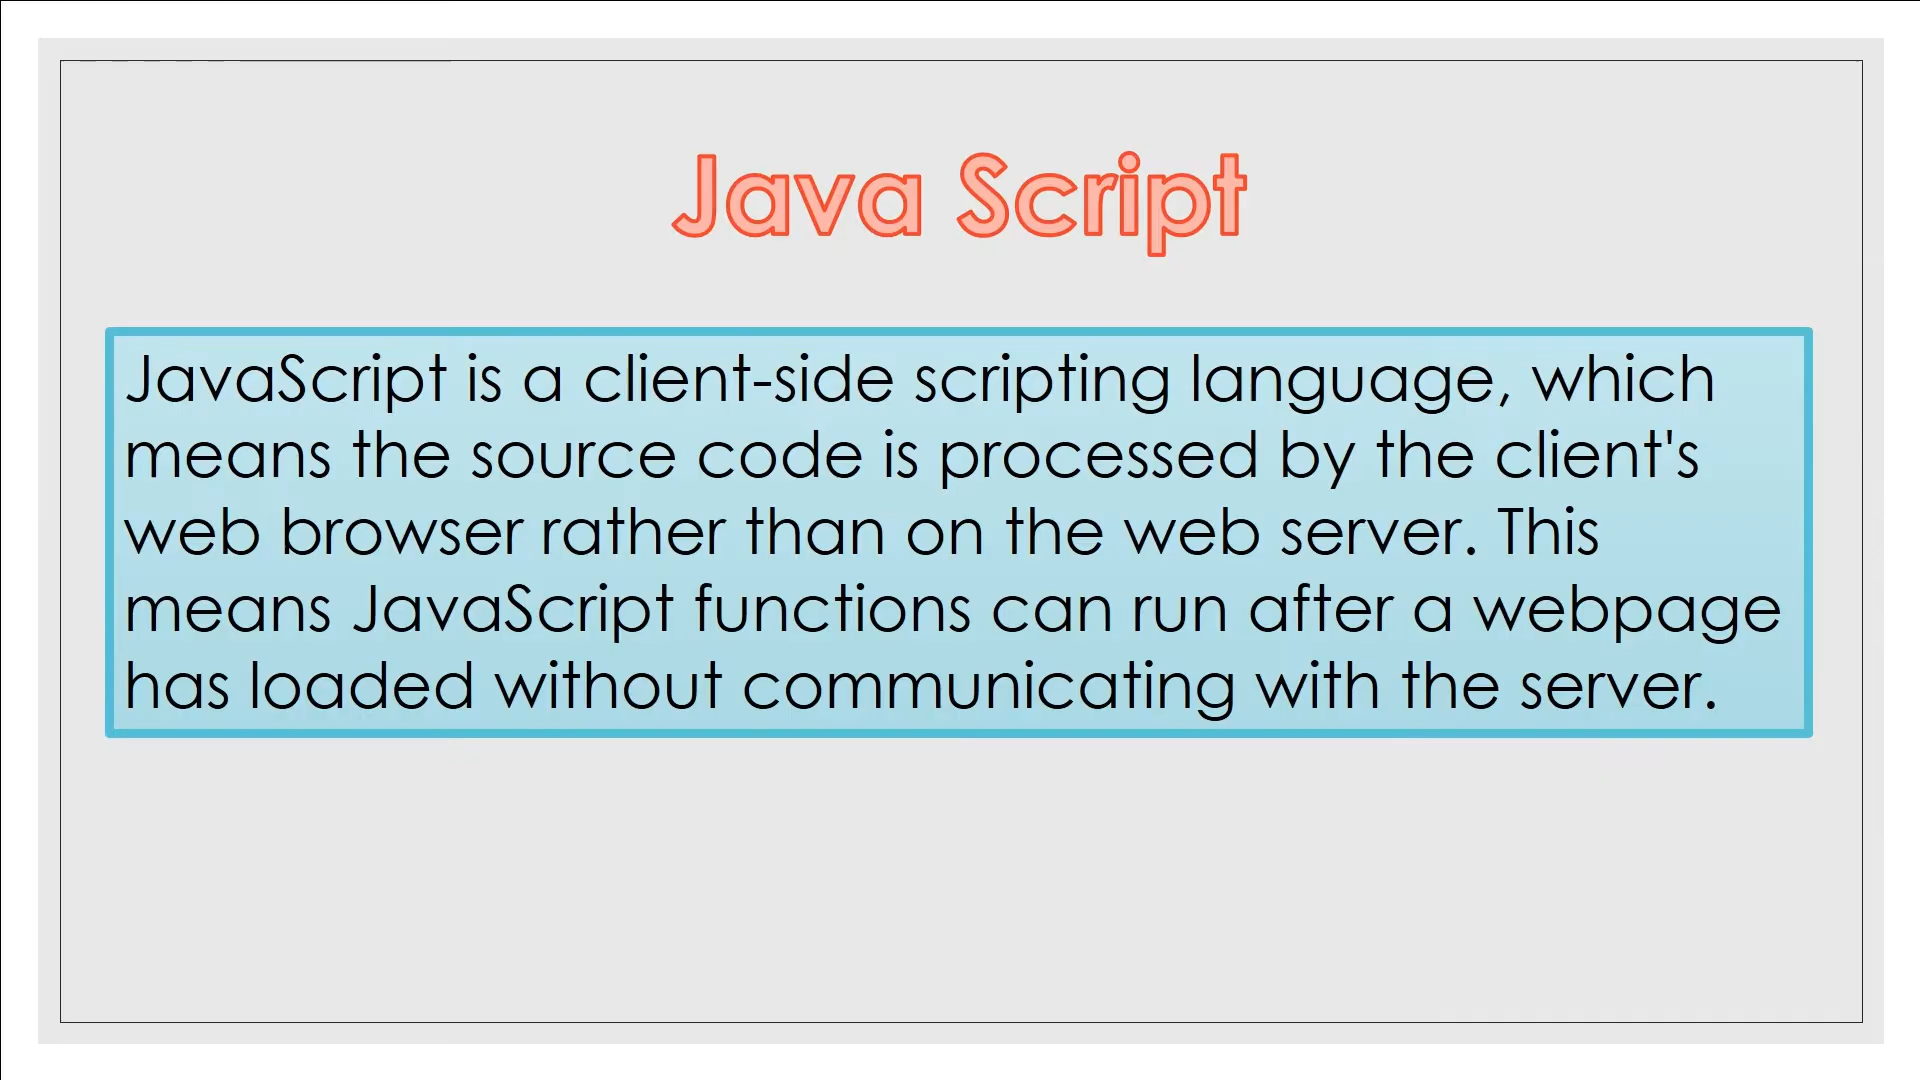 Java Script
JavaScript is a client-side scripting language, which
means the source code is processed by the client's
web browser rather than on the web server. This
means JavaScript functions can run after a webpage
has loaded without communicating with the server.